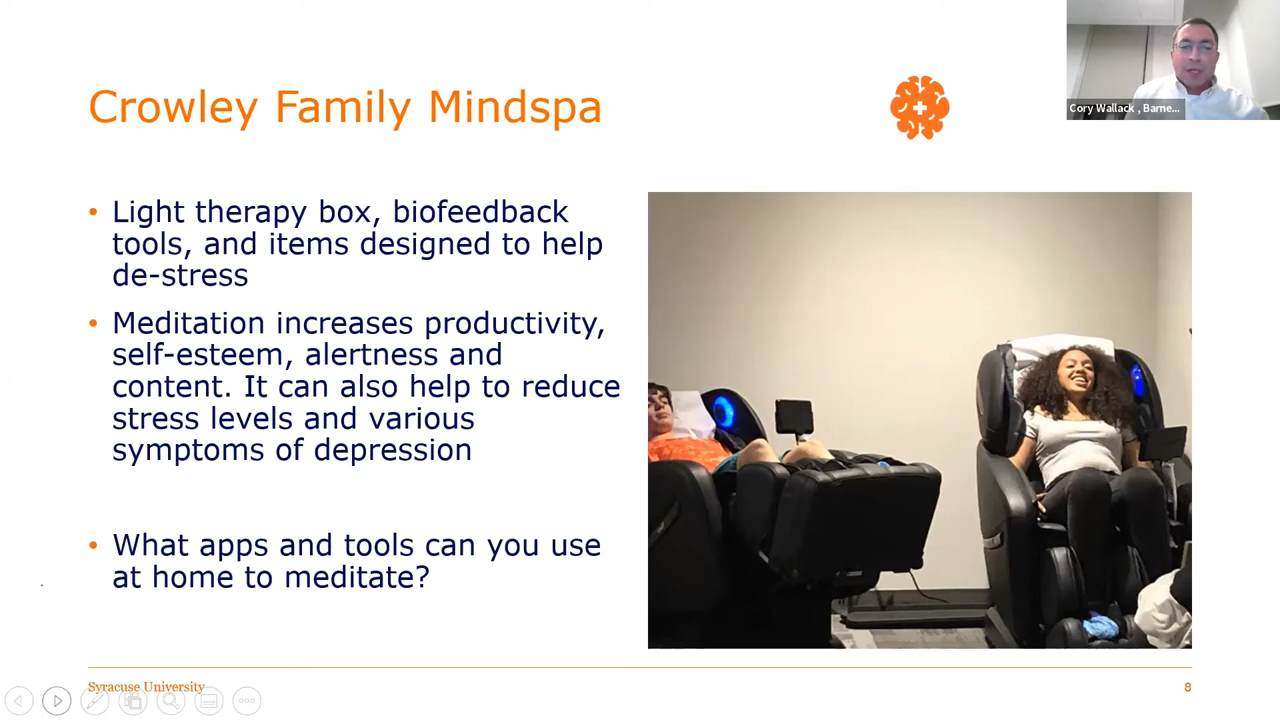 Crowley Family Mindspa
Cory Wallack , Barne...
• Light therapy box, biofeedback
tools, and items designed to help
de-stress
• Meditation increases productivity,
self-esteem, alertness and
content. It can also help to reduce
stress levels and various
symptoms of depression
• What apps and tools can you use
at home to meditate?
Syracuse University
8